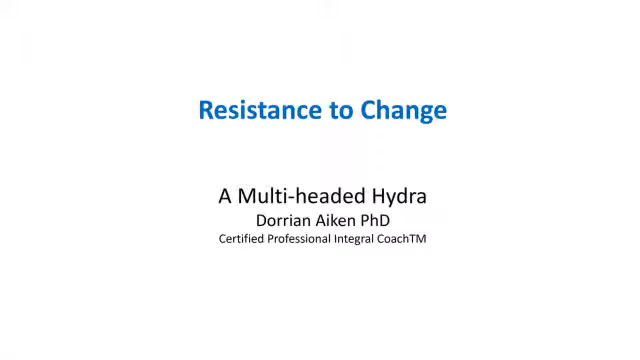 Resistance to Change
A Multi-headed Hydra
Dorrian Aiken PhD
Certified Professional Integral CoachTM